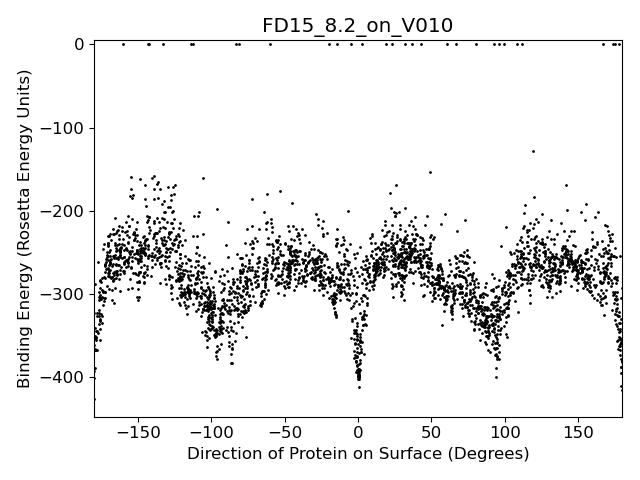 FD15_8.2_on_V010
Binding Energy (Rosetta Energy Units)
0
−100
−200
−300
−400
−150 −100 −50 0 50 100 150
Direction of Protein on Surface (Degrees)